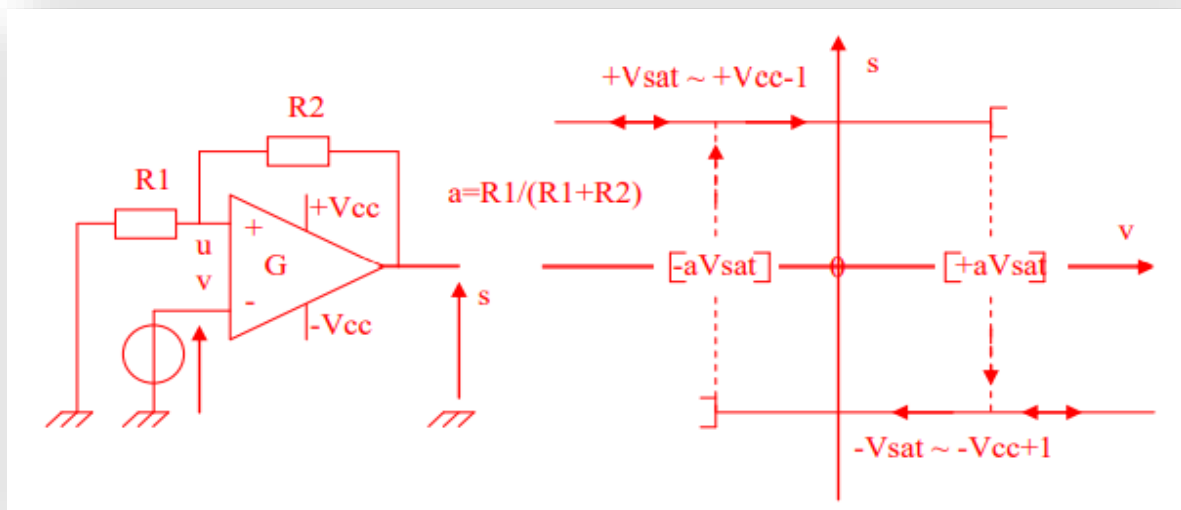 R2
R1
+Vcc
u
+
G
v
-
-Vcc
s
a=R1/(R1+R2)
s
+Vsat ~ +Vcc-1
v
[-aVsat]
0
[+aVsat]
-Vsat ~ -Vcc+1